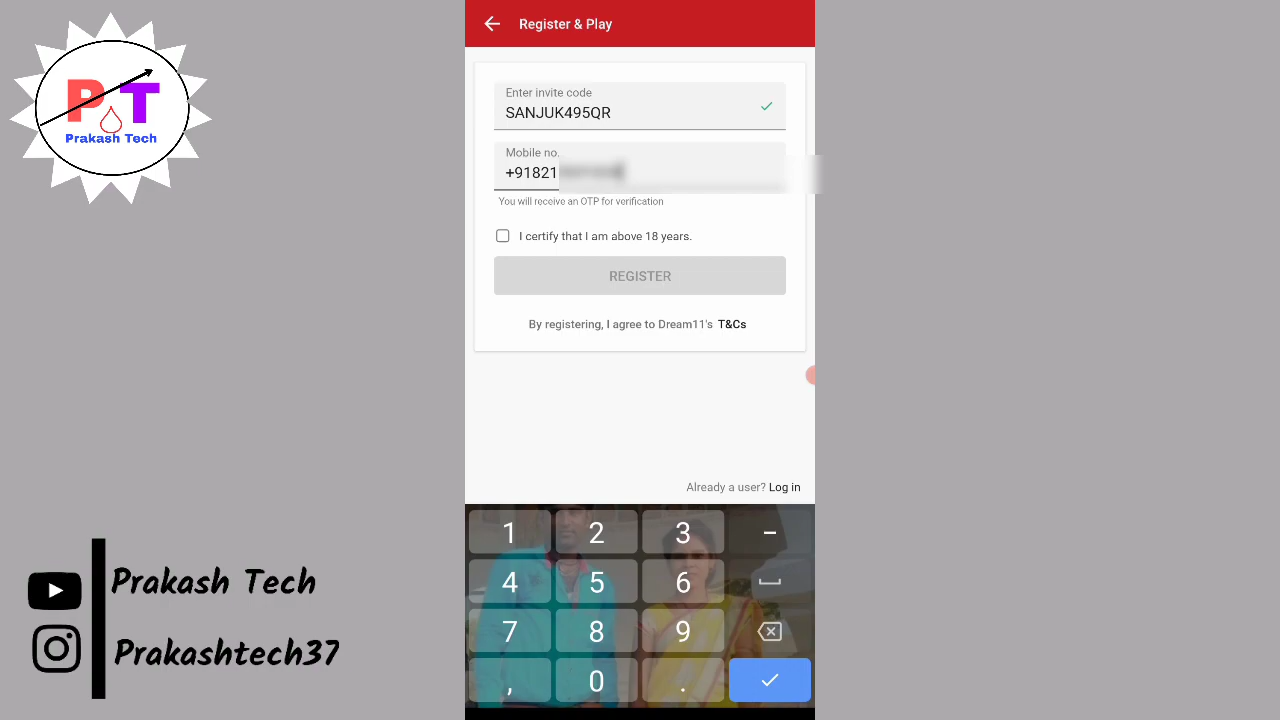 PT
Prakash Tech
Register & Play
Enter invite code
SANJUK495QR
Mobile no.
+91821
You will receive an OTP for verification
I certify that I am above 18 years.
REGISTER
By registering, I agree to Dream11's T&Cs
Already a user? Log in
1 2 3 -
4 5 6
7 8 9
, 0 .
Prakash Tech
Prakashtech37